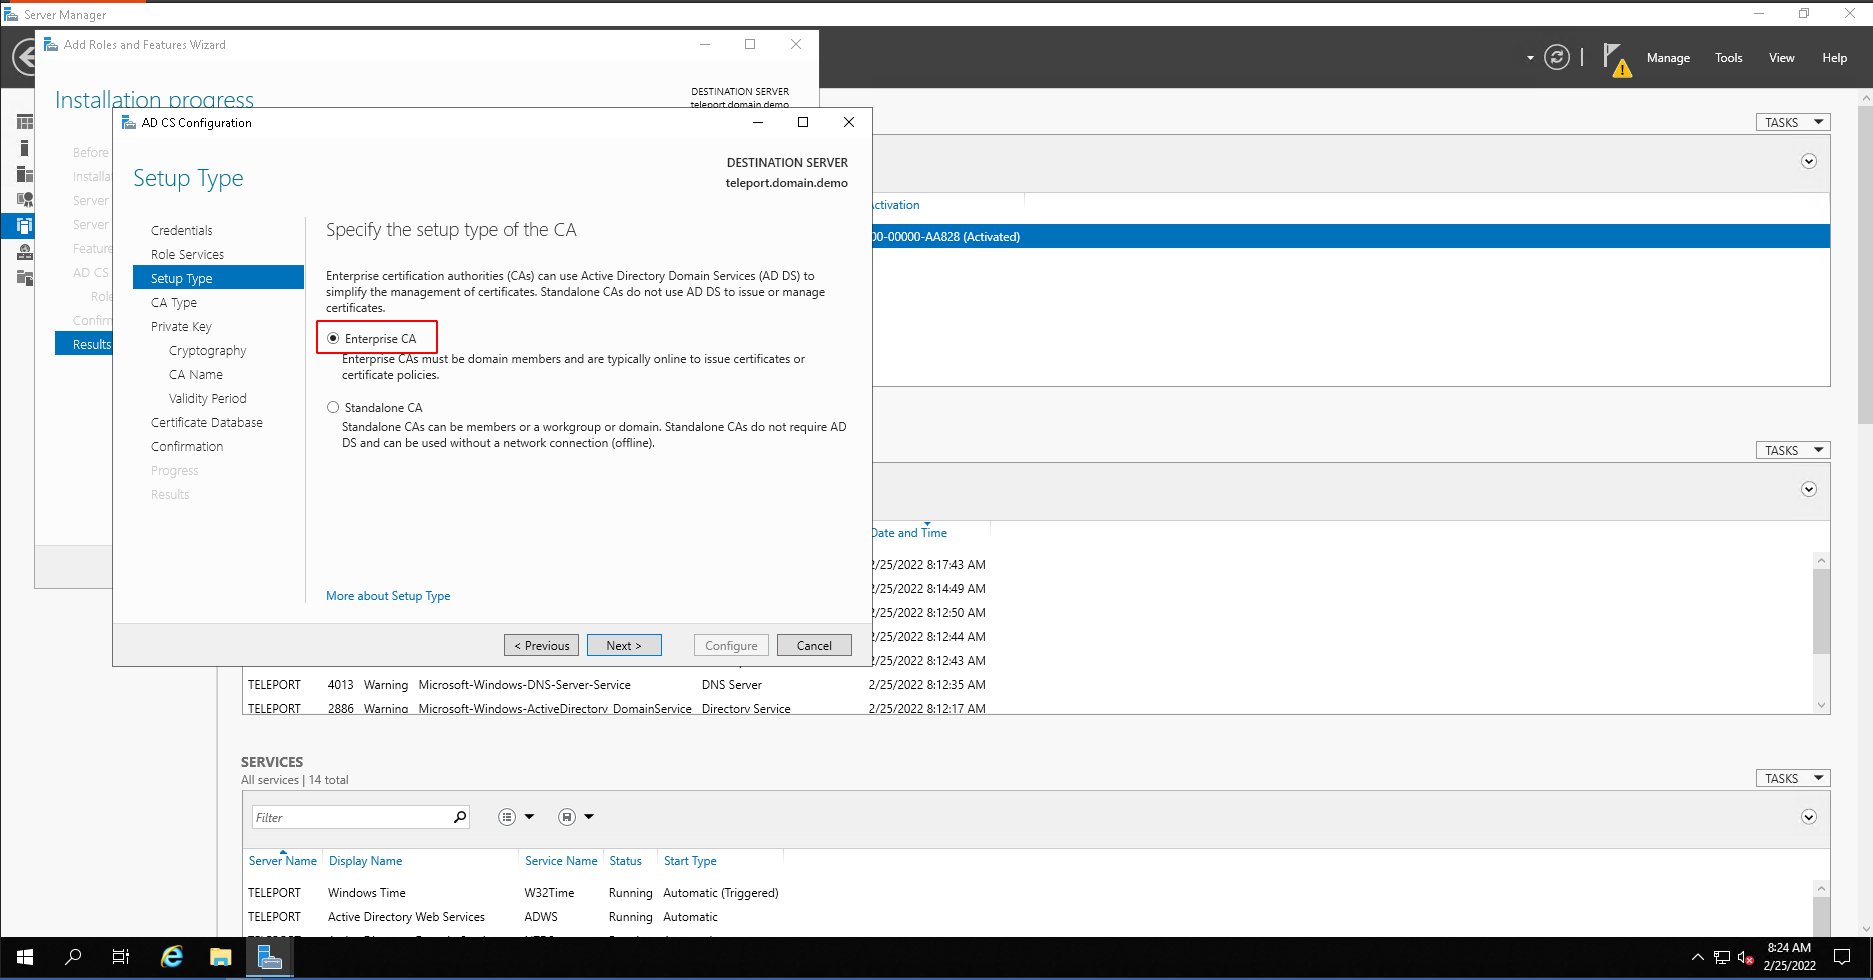 Server Manager
Add Roles and Features Wizard
Manage
Tools
View
Help
Installation progress
DESTINATION SERVER
teleport.domain.demo
Before
Installa
Server
Server
Feature
AD CS
Role
Confirm
Results
AD CS Configuration
Setup Type
DESTINATION SERVER
teleport.domain.demo
Credentials
Role Services
Setup Type
CA Type
Private Key
Cryptography
CA Name
Validity Period
Certificate Database
Confirmation
Progress
Results
Specify the setup type of the CA
Enterprise certification authorities (CAs) can use Active Directory Domain Services (AD DS) to
simplify the management of certificates. Standalone CAs do not use AD DS to issue or manage
certificates.
Enterprise CA
Enterprise CAs must be domain members and are typically online to issue certificates or
certificate policies.
Standalone CA
Standalone CAs can be members or a workgroup or domain. Standalone CAs do not require AD
DS and can be used without a network connection (offline).
More about Setup Type
< Previous
Next >
Configure
Cancel
TASKS
ctivation
00-00000-AA828 (Activated)
TASKS
Date and Time
2/25/2022 8:17:43 AM
2/25/2022 8:14:49 AM
2/25/2022 8:12:50 AM
2/25/2022 8:12:44 AM
2/25/2022 8:12:43 AM
TELEPORT 4013 Warning Microsoft-Windows-DNS-Server-Service DNS Server 2/25/2022 8:12:35 AM
TELEPORT 2886 Warning Microsoft-Windows-ActiveDirectory_DomainService Directory Service 2/25/2022 8:12:17 AM
SERVICES
All services | 14 total
TASKS
Filter
Server Name Display Name Service Name Status Start Type
TELEPORT Windows Time W32Time Running Automatic (Triggered)
TELEPORT Active Directory Web Services ADWS Running Automatic
8:24 AM
2/25/2022